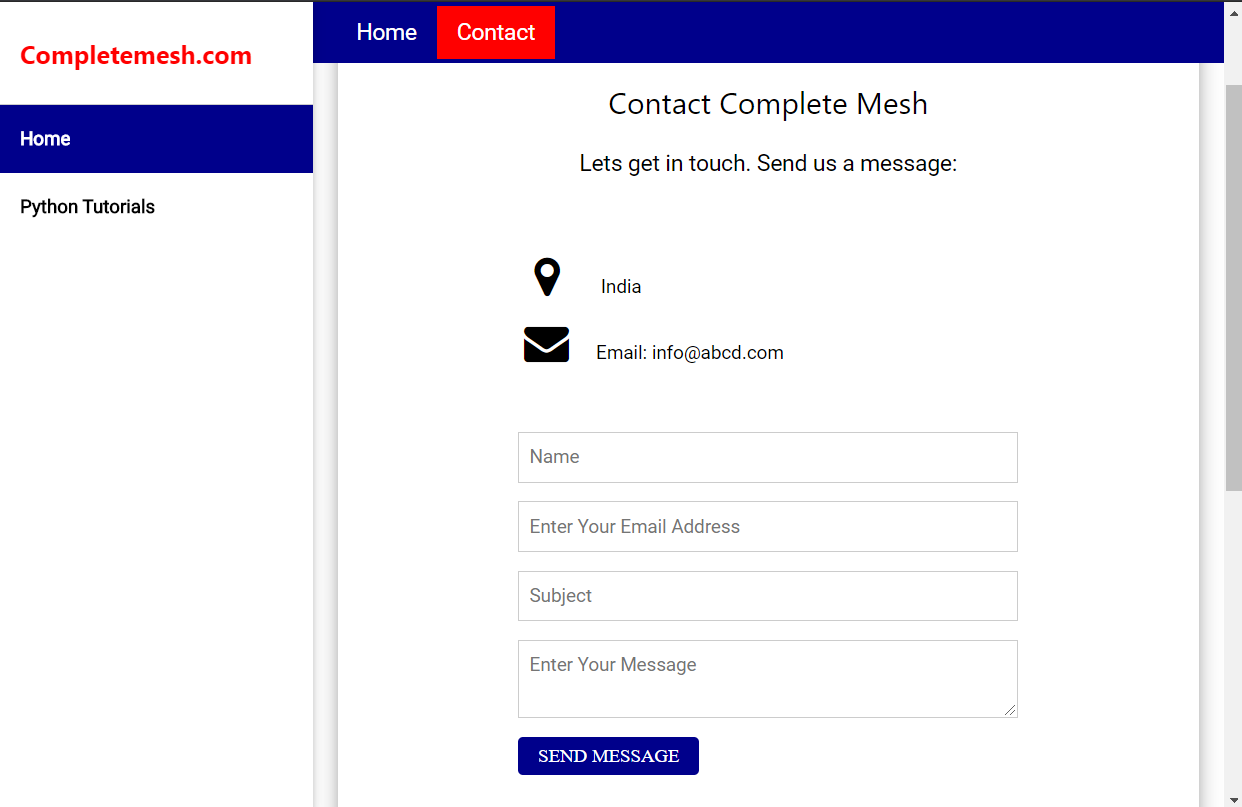 Completemesh.com
Home
Python Tutorials
Home Contact
Contact Complete Mesh
Lets get in touch. Send us a message:
India
Email: info@abcd.com
Name
Enter Your Email Address
Subject
Enter Your Message
SEND MESSAGE